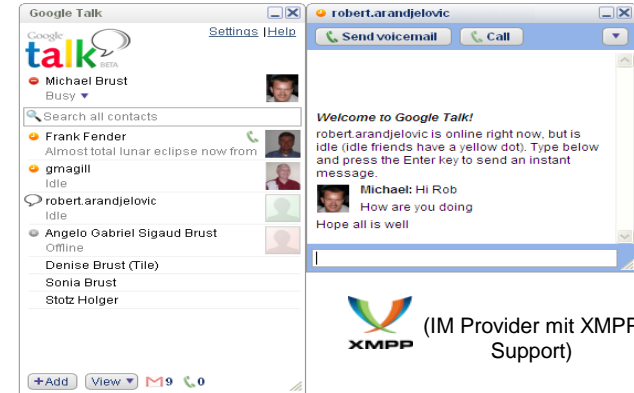 Google Talk
Google
talk
BETA
Settings | Help
Michael Brust
Busy
Search all contacts
Frank Fender
Almost total lunar eclipse now from
gmagill
Idle
robert.arandjelovic
Idle
Angelo Gabriel Sigaud Brust
Offline
Denise Brust (Tile)
Sonia Brust
Stotz Holger
+Add View 9 0
robert.arandjelovic
Send voicemail Call
Welcome to Google Talk!
robert.arandjelovic is online right now, but is
idle (idle friends have a yellow dot). Type below
and press the Enter key to send an instant
message.
Michael: Hi Rob
How are you doing
Hope all is well
XMPP
(IM Provider mit XMPP
Support)